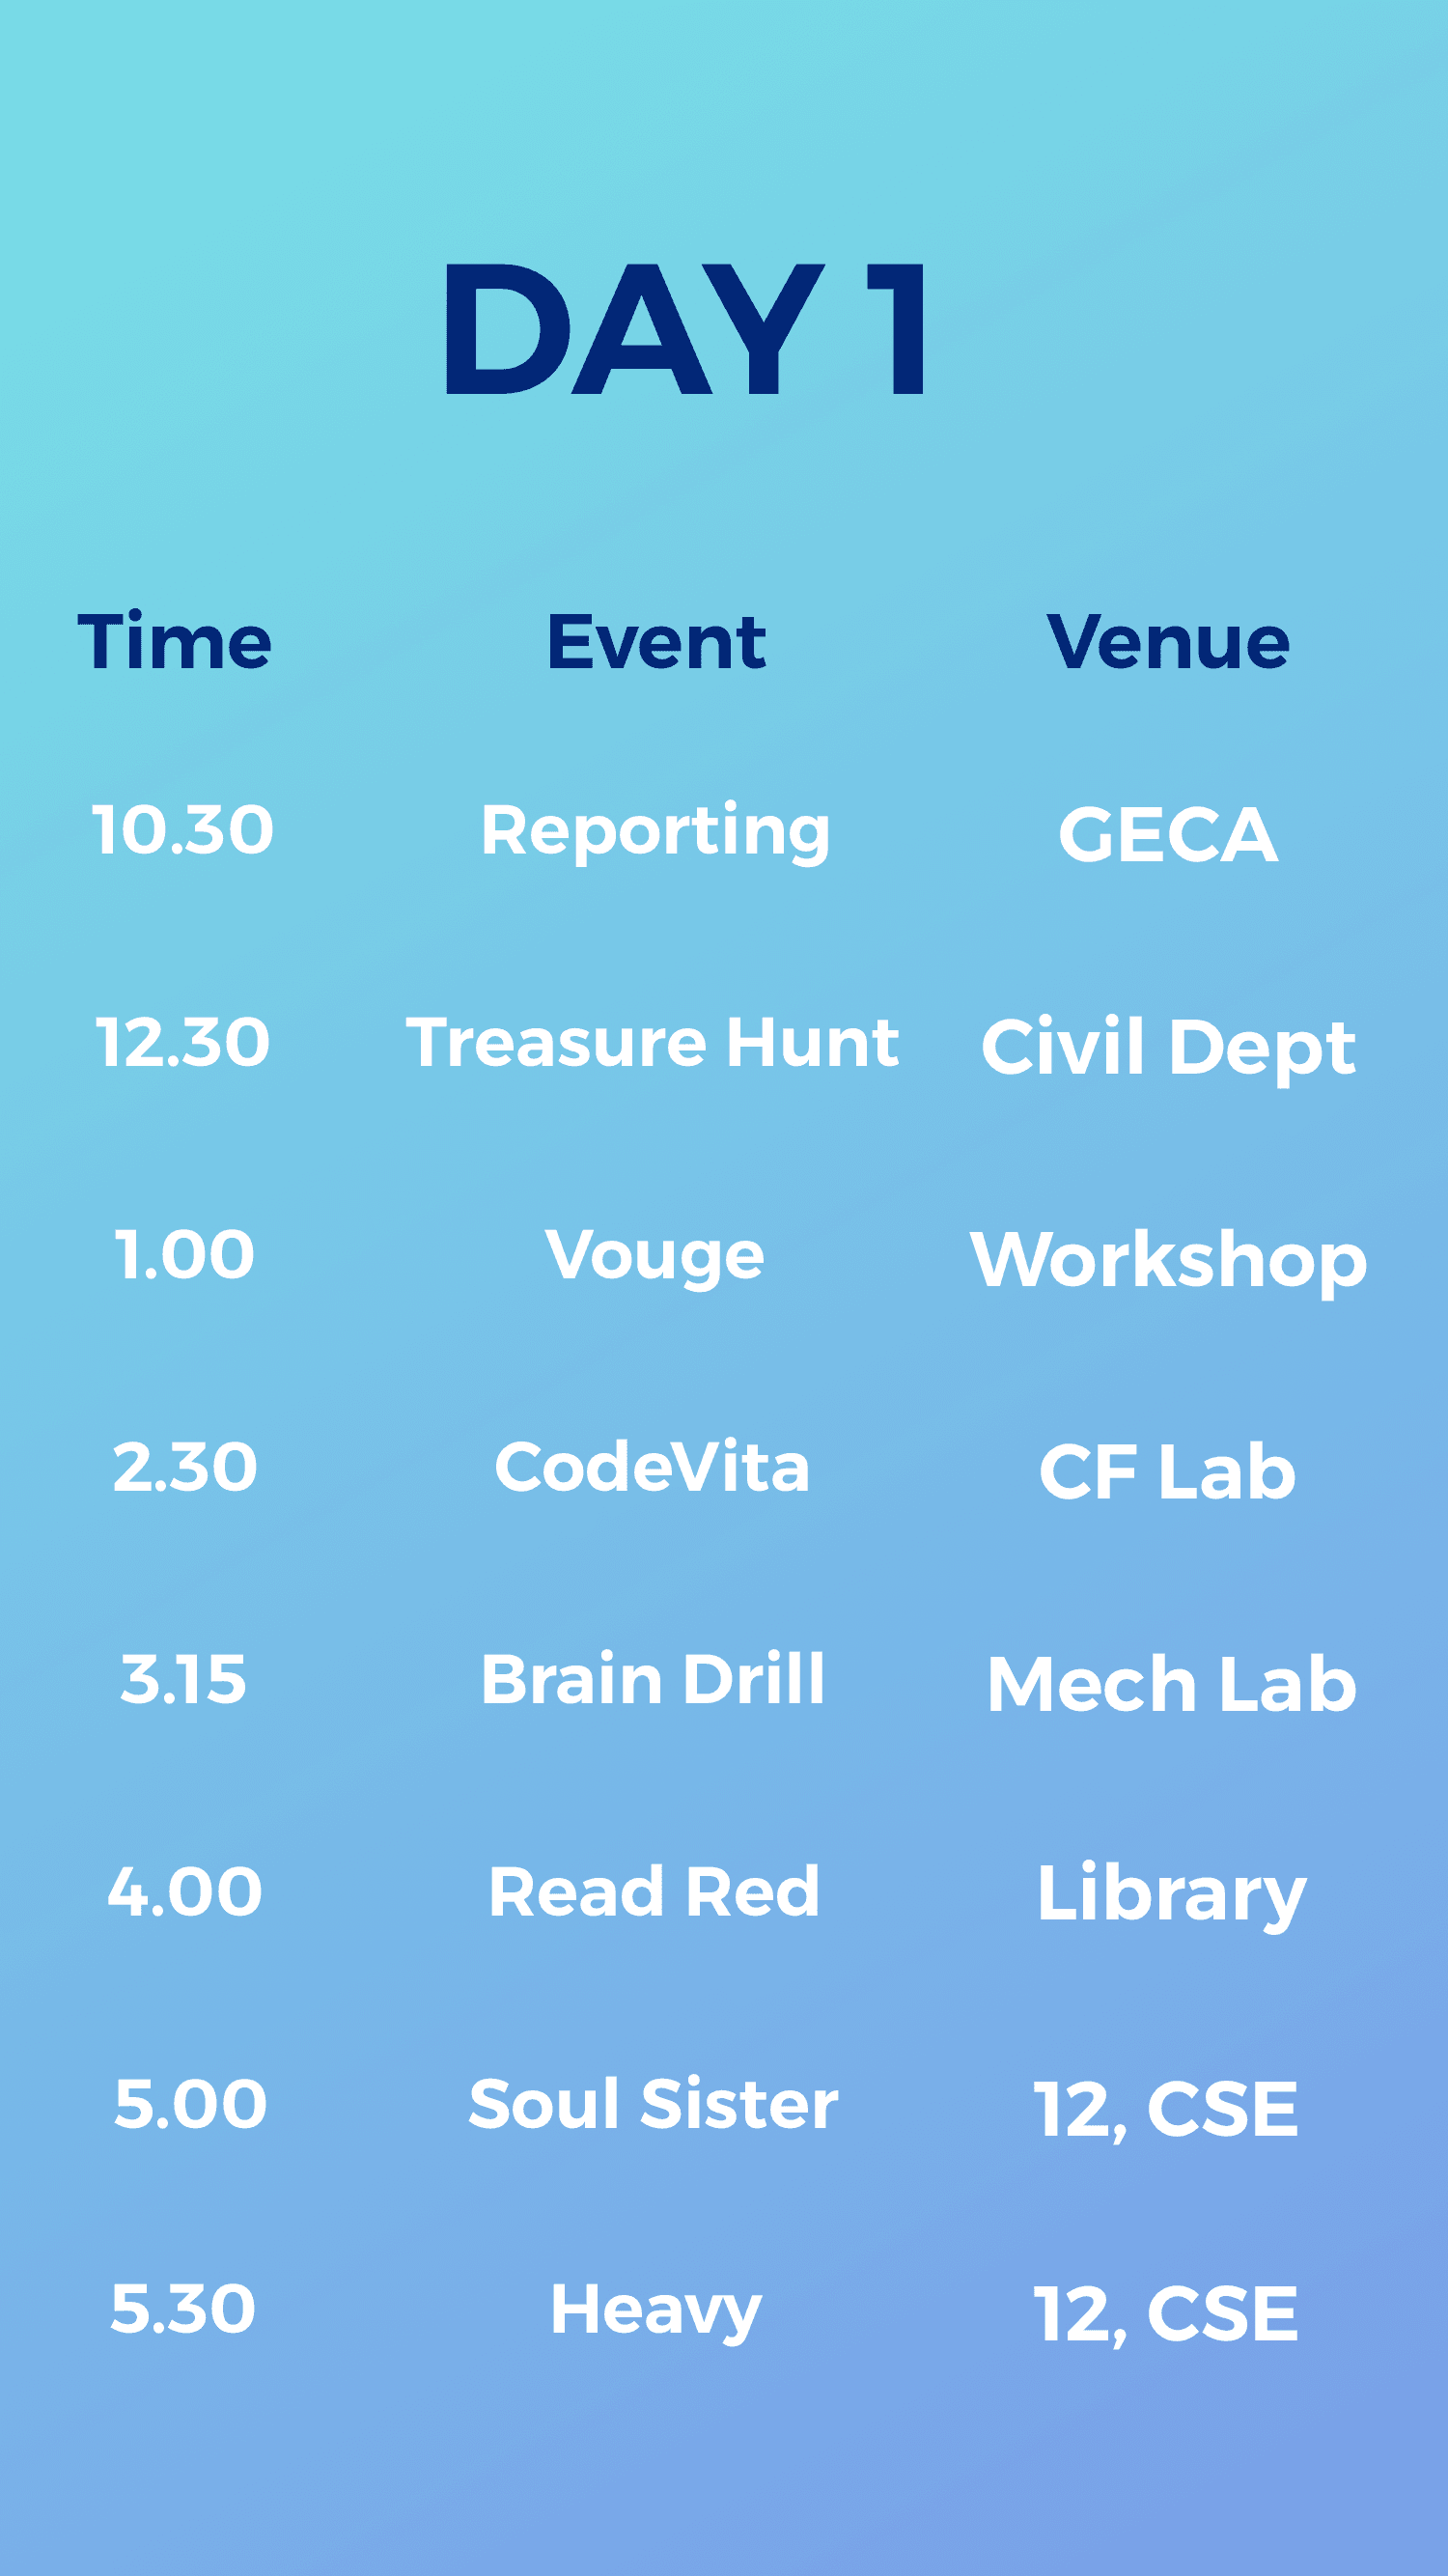 DAY 1
Time Event Venue
10.30 Reporting GECA
12.30 Treasure Hunt Civil Dept
1.00 Vouge Workshop
2.30 CodeVita CF Lab
3.15 Brain Drill Mech Lab
4.00 Read Red Library
5.00 Soul Sister 12, CSE
5.30 Heavy 12, CSE